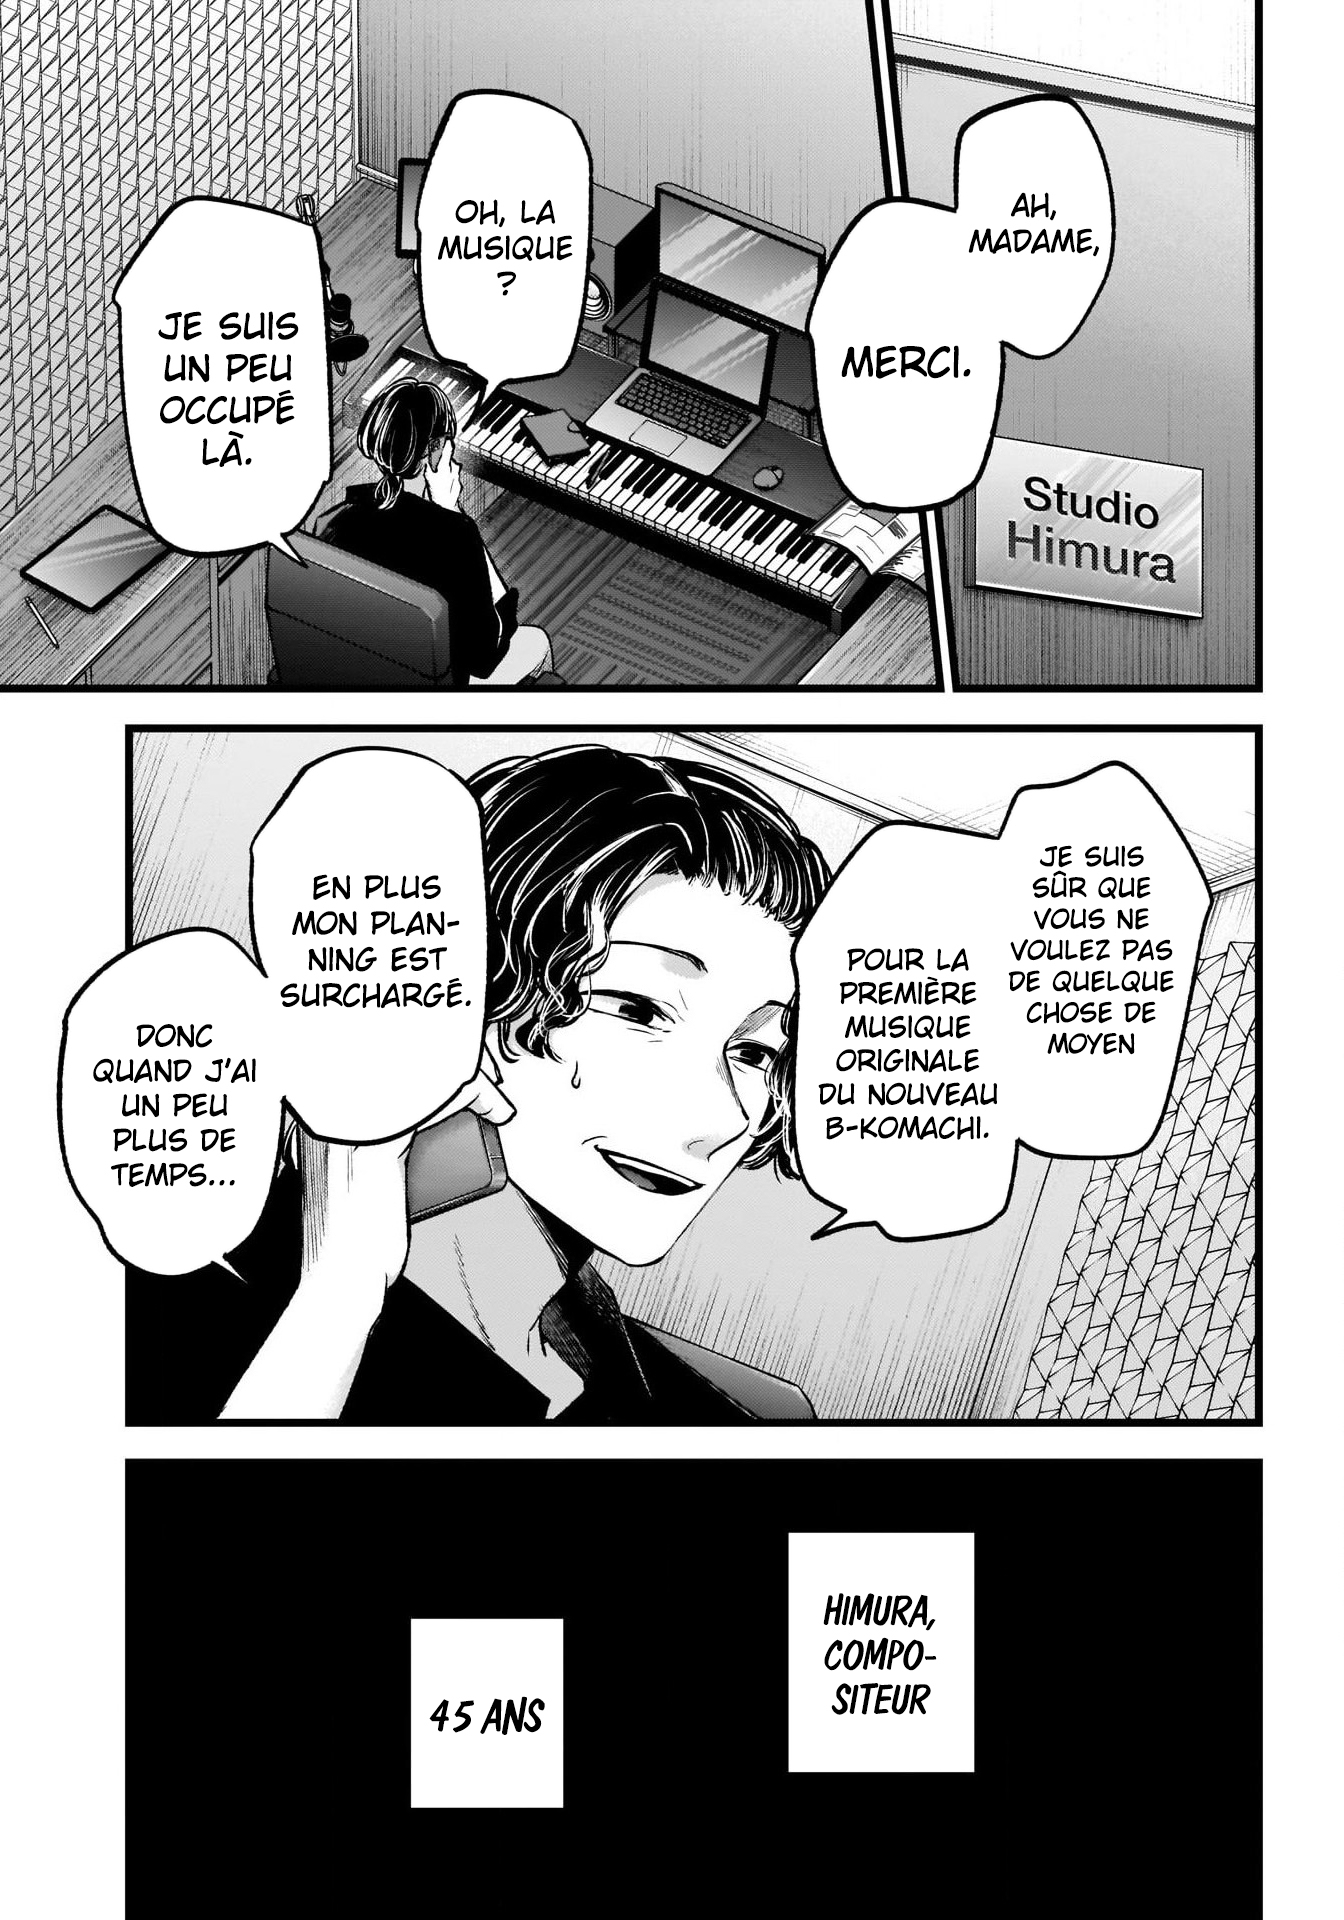 AH,
MADAME,
MERCI.
Studio
Himura
OH, LA
MUSIQUE
?
JE SUIS
UN PEU
OCCUPÉ
LÀ.
JE SUIS
SÛR QUE
VOUS NE
VOULEZ PAS
DE QUELQUE
CHOSE DE
MOYEN
POUR LA
PREMIÈRE
MUSIQUE
ORIGINALE
DU NOUVEAU
B-KOMACHI.
EN PLUS
MON PLAN-
NING EST
SURCHARGÉ.
DONC
QUAND J'AI
UN PEU
PLUS DE
TEMPS...
HIMURA,
COMPO-
SITEUR
45 ANS